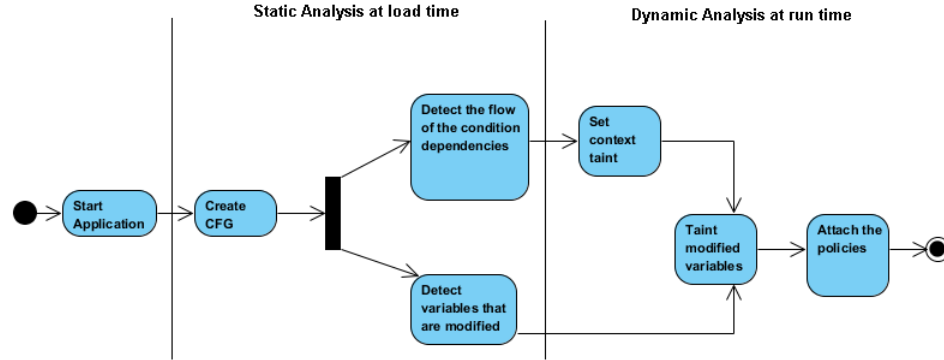 Static Analysis at load time
Dynamic Analysis at run time
Start
Application
Create
CFG
Detect the flow
of the condition
dependencies
Detect
variables that
are modified
Set
context
taint
Taint
modified
variables
Attach the
policies